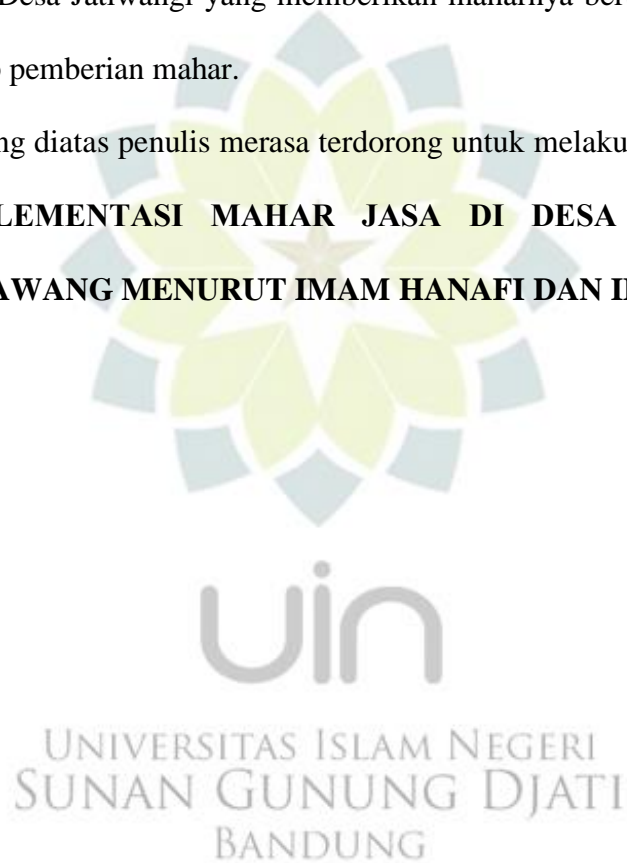 Desa Jatiwangi yang memberikan maharnya ber
pemberian mahar.
ng diatas penulis merasa terdorong untuk melaku
LEMENTASI MAHAR JASA DI DESA
AWANG MENURUT IMAM HANAFI DAN I
uin
UNIVERSITAS ISLAM NEGERI
SUNAN GUNUNG DJATI
BANDUNG